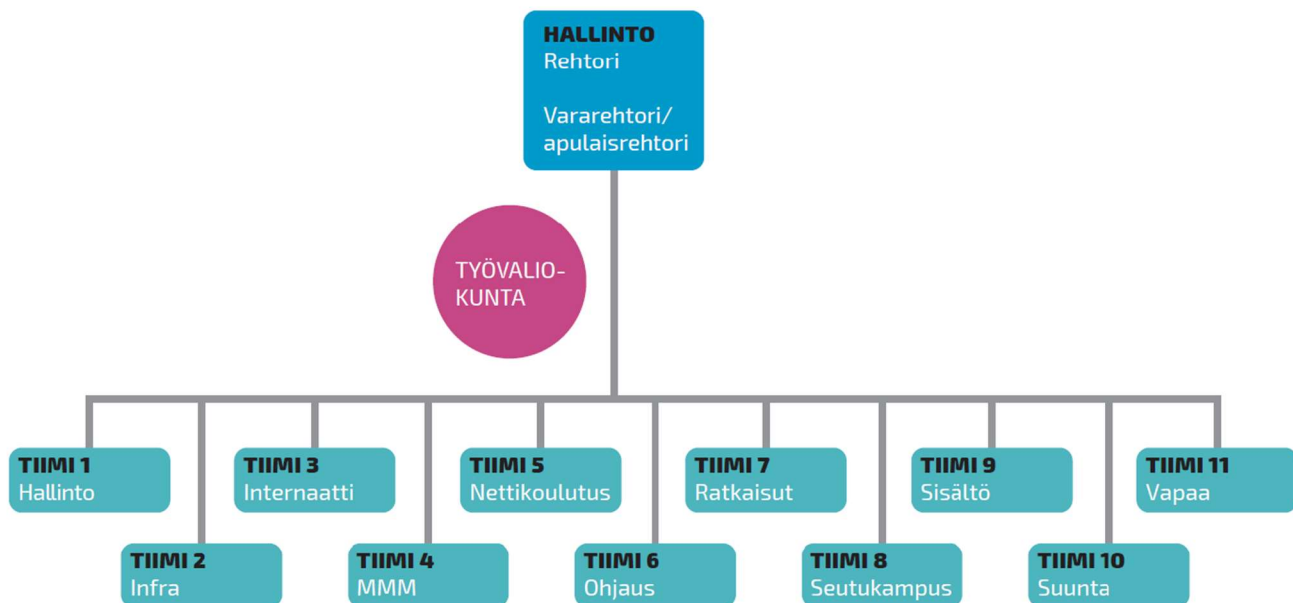 HALLINTO
Rehtori
Vararehtori/
apulaisrehtori
TYÖVALIO-
KUNTA
TIIMI 1
Hallinto
TIIMI 2
Infra
TIIMI 3
Internaatti
TIIMI 4
MMM
TIIMI 5
Nettikoulutus
TIIMI 6
Ohjaus
TIIMI 7
Ratkaisut
TIIMI 8
Seutukampus
TIIMI 9
Sisältö
TIIMI 10
Suunta
TIIMI 11
Vapaa